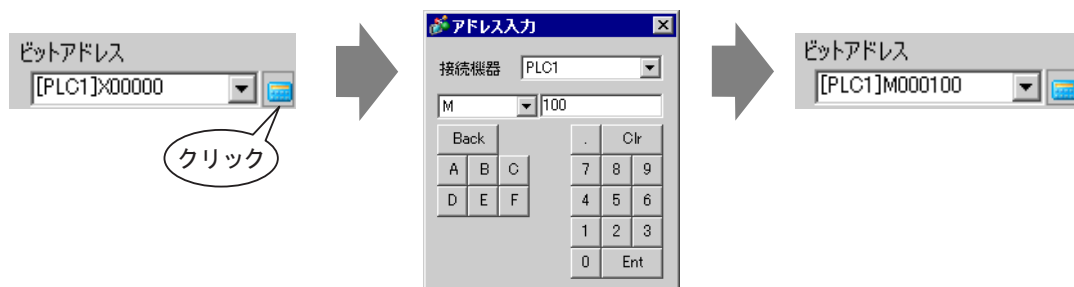 ビットアドレス
[PLC1]X00000
クリック
アドレス入力
接続機器 PLC1
M 100
Back . Clr
A B C 7 8 9
D E F 4 5 6
1 2 3
0 Ent
ビットアドレス
[PLC1]M000100